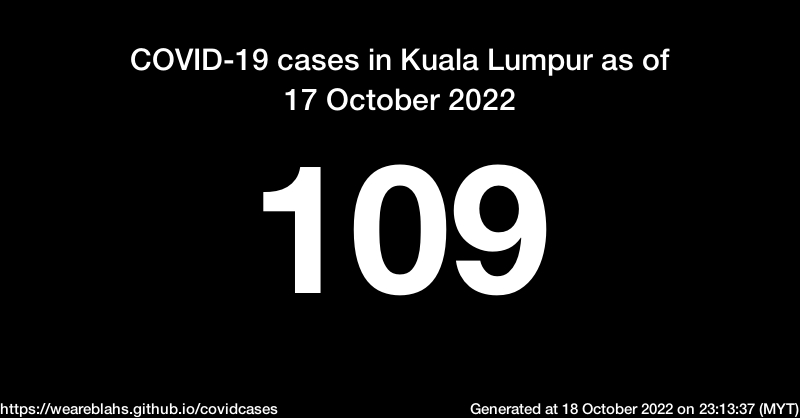 COVID-19 cases in Kuala Lumpur as of
17 October 2022
109
https://weareblahs.github.io/covidcases
Generated at 18 October 2022 on 23:13:37 (MYT)